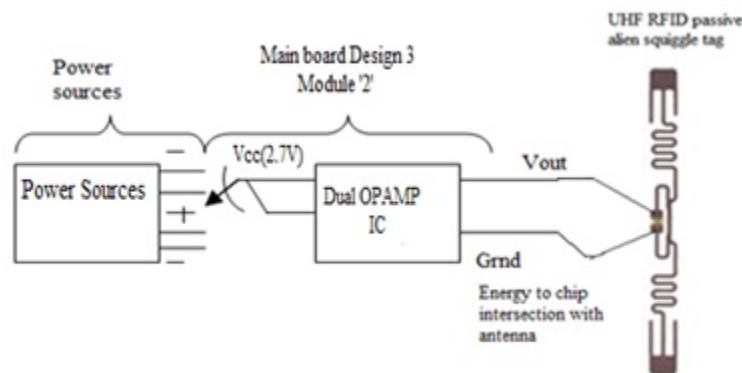 UHF RFID passive
alien squiggle tag
Main board Design 3
Module '2'
Power
sources
Vcc(2.7V)
Power Sources
Dual OPAMP
IC
Vout
Grnd
Energy to chip
intersection with
antenna